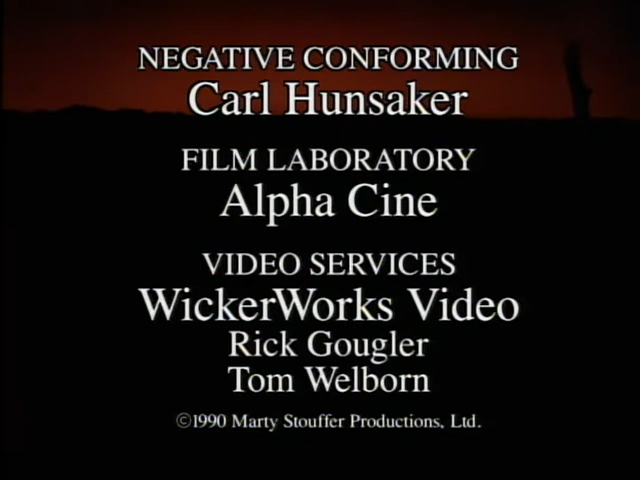 NEGATIVE CONFORMING
Carl Hunsaker
FILM LABORATORY
Alpha Cine
VIDEO SERVICES
WickerWorks Video
Rick Gougler
Tom Welborn
©1990 Marty Stouffer Productions, Ltd.